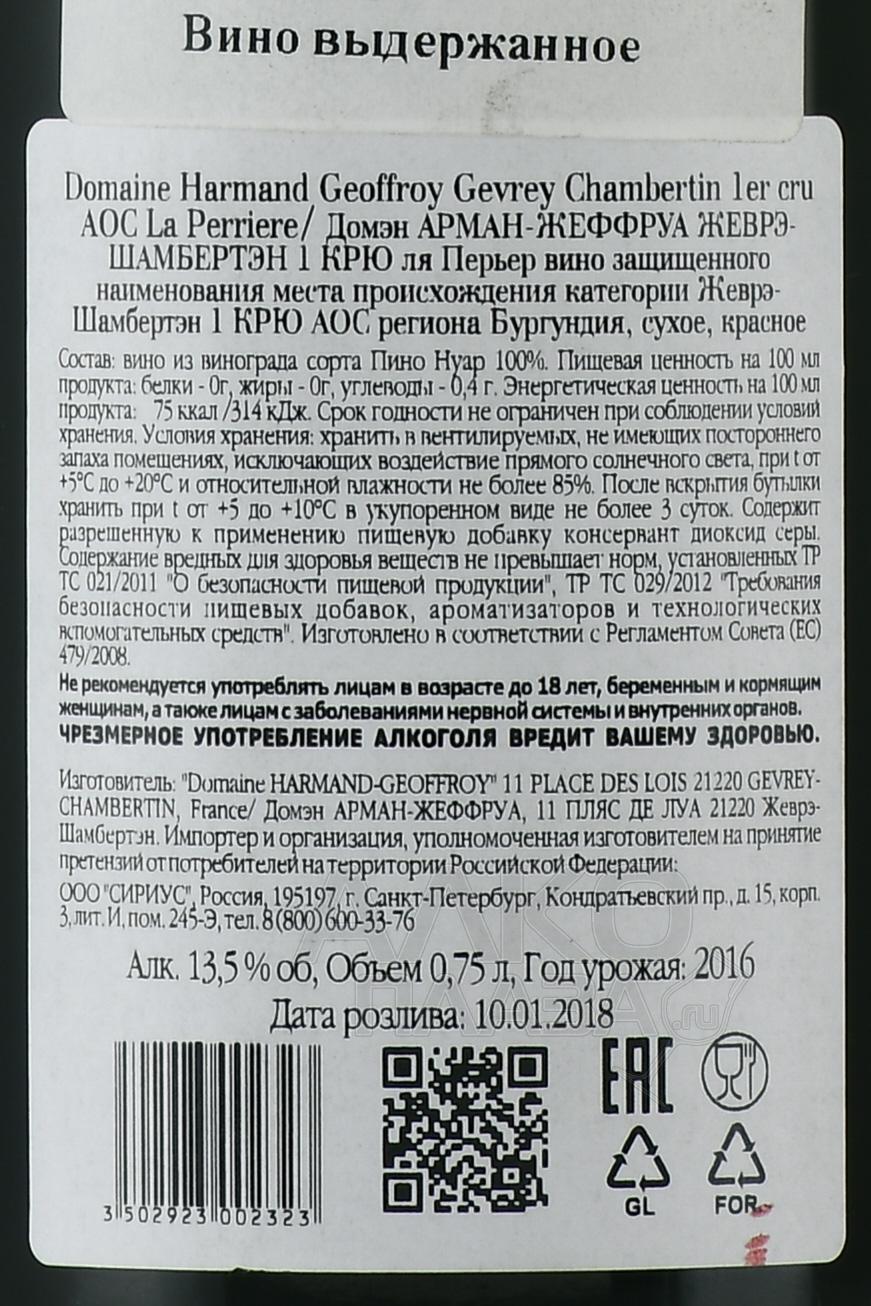 Вино выдержанное
Domaine Harmand Geoffroy Gevrey Chambertin 1er cru
AOC La Perriere/ Домэн АРМАН-ЖЕФФРУА ЖЕВРЭ-
ШАМБЕРТЭН 1 КРЮ ля Перьер вино защищенного
наименования места происхождения категории Жеврэ-
Шамбертэн 1 КРЮ АОС региона Бургундия, сухое, красное
Состав: вино из винограда сорта Пино Нуар 100%. Пищевая ценность на 100 мл
продукта: белки - 0г, жиры - 0г, углеводы - 0,4 г. Энергетическая ценность на 100 мл
продукта: 75 ккал /314 кДж. Срок годности не ограничен при соблюдении условий
хранения. Условия хранения: хранить в вентилируемых, не имеющих постороннего
запаха помещениях, исключающих воздействие прямого солнечного света, при t от
+5°C до +20°C и относительной влажности не более 85%. После вскрытия бутылки
хранить при t от +5 до +10°C в укупоренном виде не более 3 суток. Содержит
разрешенную к применению пищевую добавку консервант диоксид серы.
Содержание вредных для здоровья веществ не превышает норм, установленных ТР
ТС 021/2011 "О безопасности пищевой продукции", ТР ТС 029/2012 "Требования
безопасности пищевых добавок, ароматизаторов и технологических
вспомогательных средств". Изготовлено в соответствии с Регламентом Совета (ЕС)
479/2008.
Не рекомендуется употреблять лицам в возрасте до 18 лет, беременным и кормящим
женщинам, а также лицам с заболеваниями нервной системы и внутренних органов.
ЧРЕЗМЕРНОЕ УПОТРЕБЛЕНИЕ АЛКОГОЛЯ ВРЕДИТ ВАШЕМУ ЗДОРОВЬЮ.
Изготовитель: "Domaine HARMAND-GEOFFROY" 11 PLACE DES LOIS 21220 GEVREY-
CHAMBERTIN, France/ Домэн АРМАН-ЖЕФФРУА, 11 ПЛЯС ДЕ ЛУА 21220 Жеврэ-
Шамбертэн. Импортер и организация, уполномоченная изготовителем на принятие
претензий от потребителей на территории Российской Федерации:
ООО "СИРИУС", Россия, 195197, г. Санкт-Петербург, Кондратьевский пр., д. 15, корп.
3, лит. И, пом. 245-Э, тел. 8 (800) 600-33-76
Алк. 13,5 % об, Объем 0,75 л, Год урожая: 2016
Дата розлива: 10.01.2018
АЛКО
НАВА.ru
EAC
GL
FOR
3 502923 002323